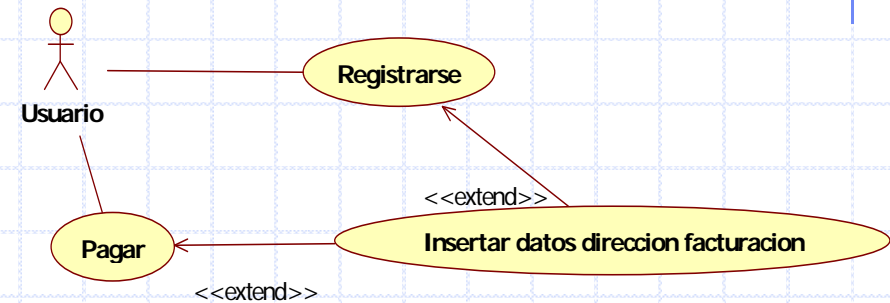 Registrarse
Usuario
<<extend>>
Insertar datos direccion facturacion
Pagar
<<extend>>